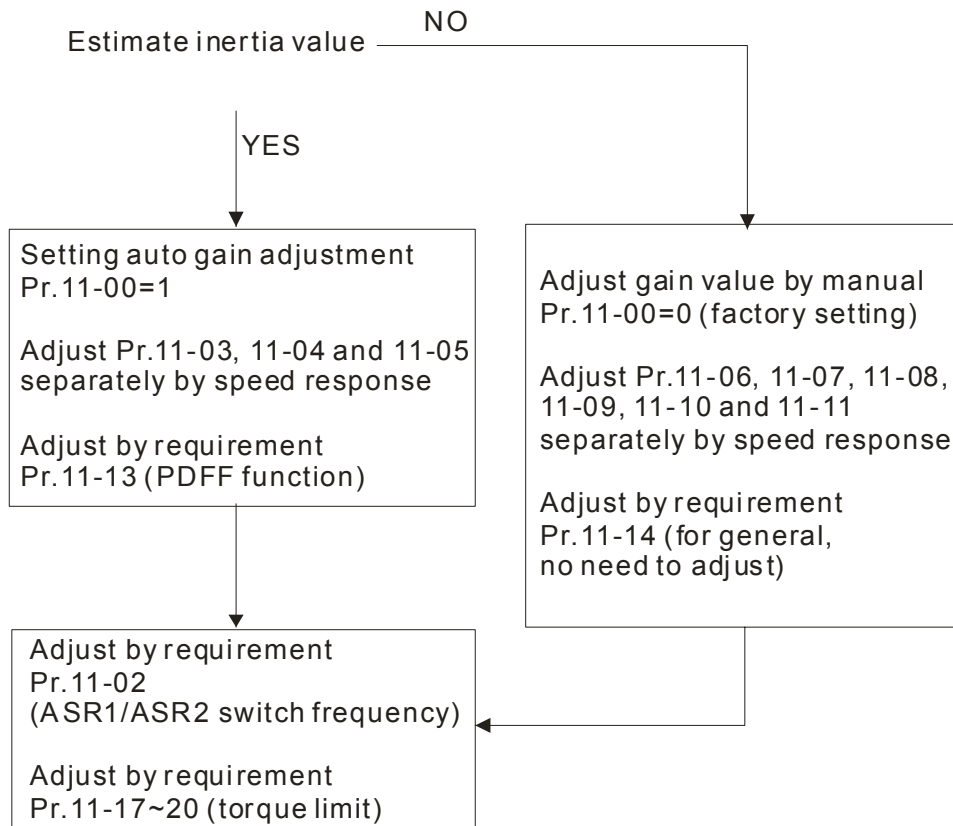 NO
Estimate inertia value
YES
Setting auto gain adjustment
Pr.11-00=1
Adjust Pr.11-03, 11-04 and 11-05
separately by speed response
Adjust by requirement
Pr.11-13 (PDFF function)
Adjust gain value by manual
Pr.11-00=0 (factory setting)
Adjust Pr.11-06, 11-07, 11-08,
11-09, 11-10 and 11-11
separately by speed response
Adjust by requirement
Pr.11-14 (for general,
no need to adjust)
Adjust by requirement
Pr.11-02
(ASR1/ASR2 switch frequency)
Adjust by requirement
Pr.11-17~20 (torque limit)